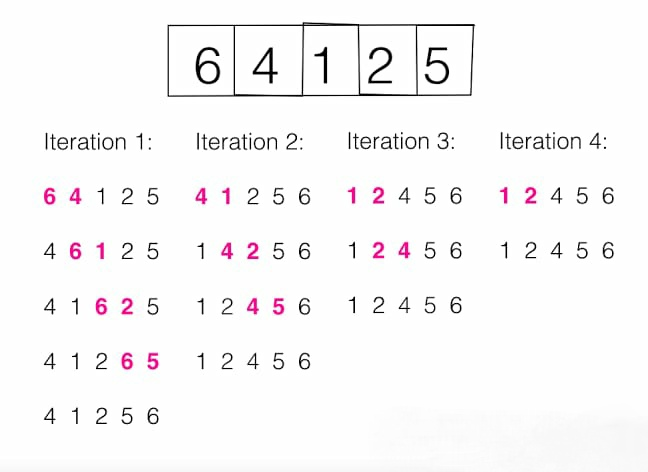 6 4 1 2 5
Iteration 1: Iteration 2: Iteration 3: Iteration 4:
6 4 1 2 5 4 1 2 5 6 1 2 4 5 6 1 2 4 5 6
4 6 1 2 5 1 4 2 5 6 1 2 4 5 6 1 2 4 5 6
4 1 6 2 5 1 2 4 5 6 1 2 4 5 6
4 1 2 6 5 1 2 4 5 6
4 1 2 5 6